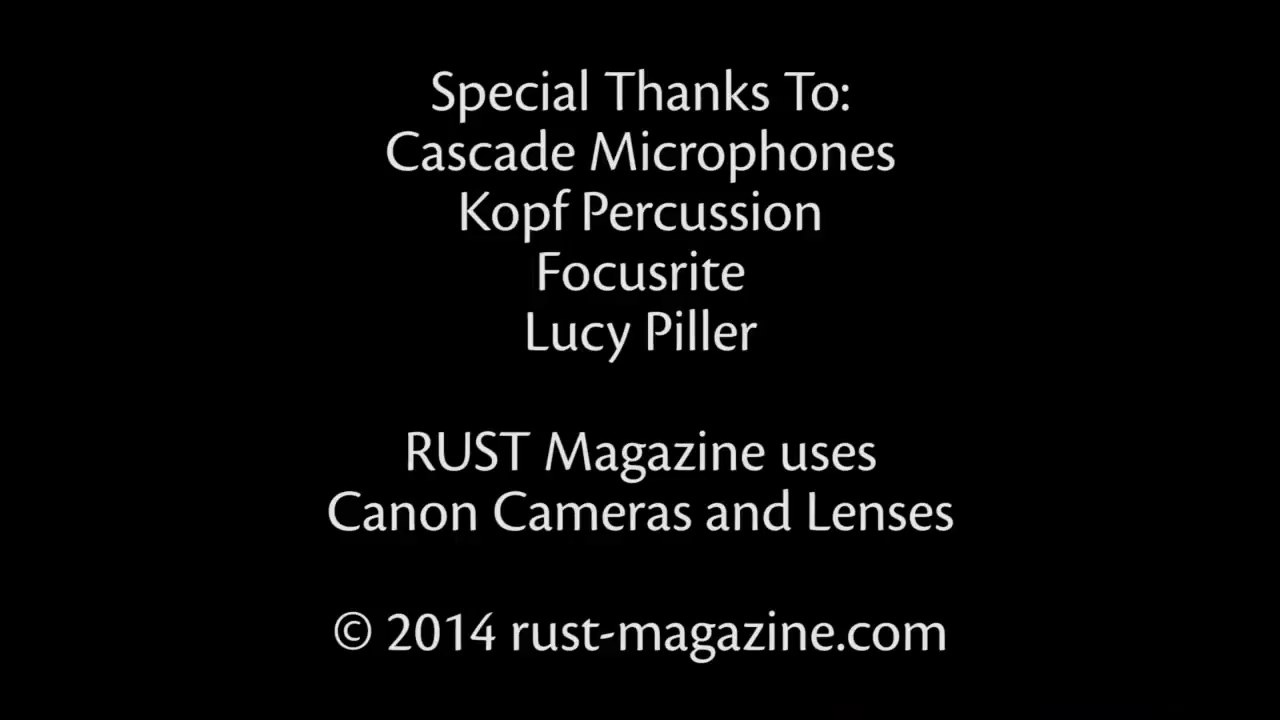 Special Thanks To:
Cascade Microphones
Kopf Percussion
Focusrite
Lucy Piller
RUST Magazine uses
Canon Cameras and Lenses
© 2014 rust-magazine.com